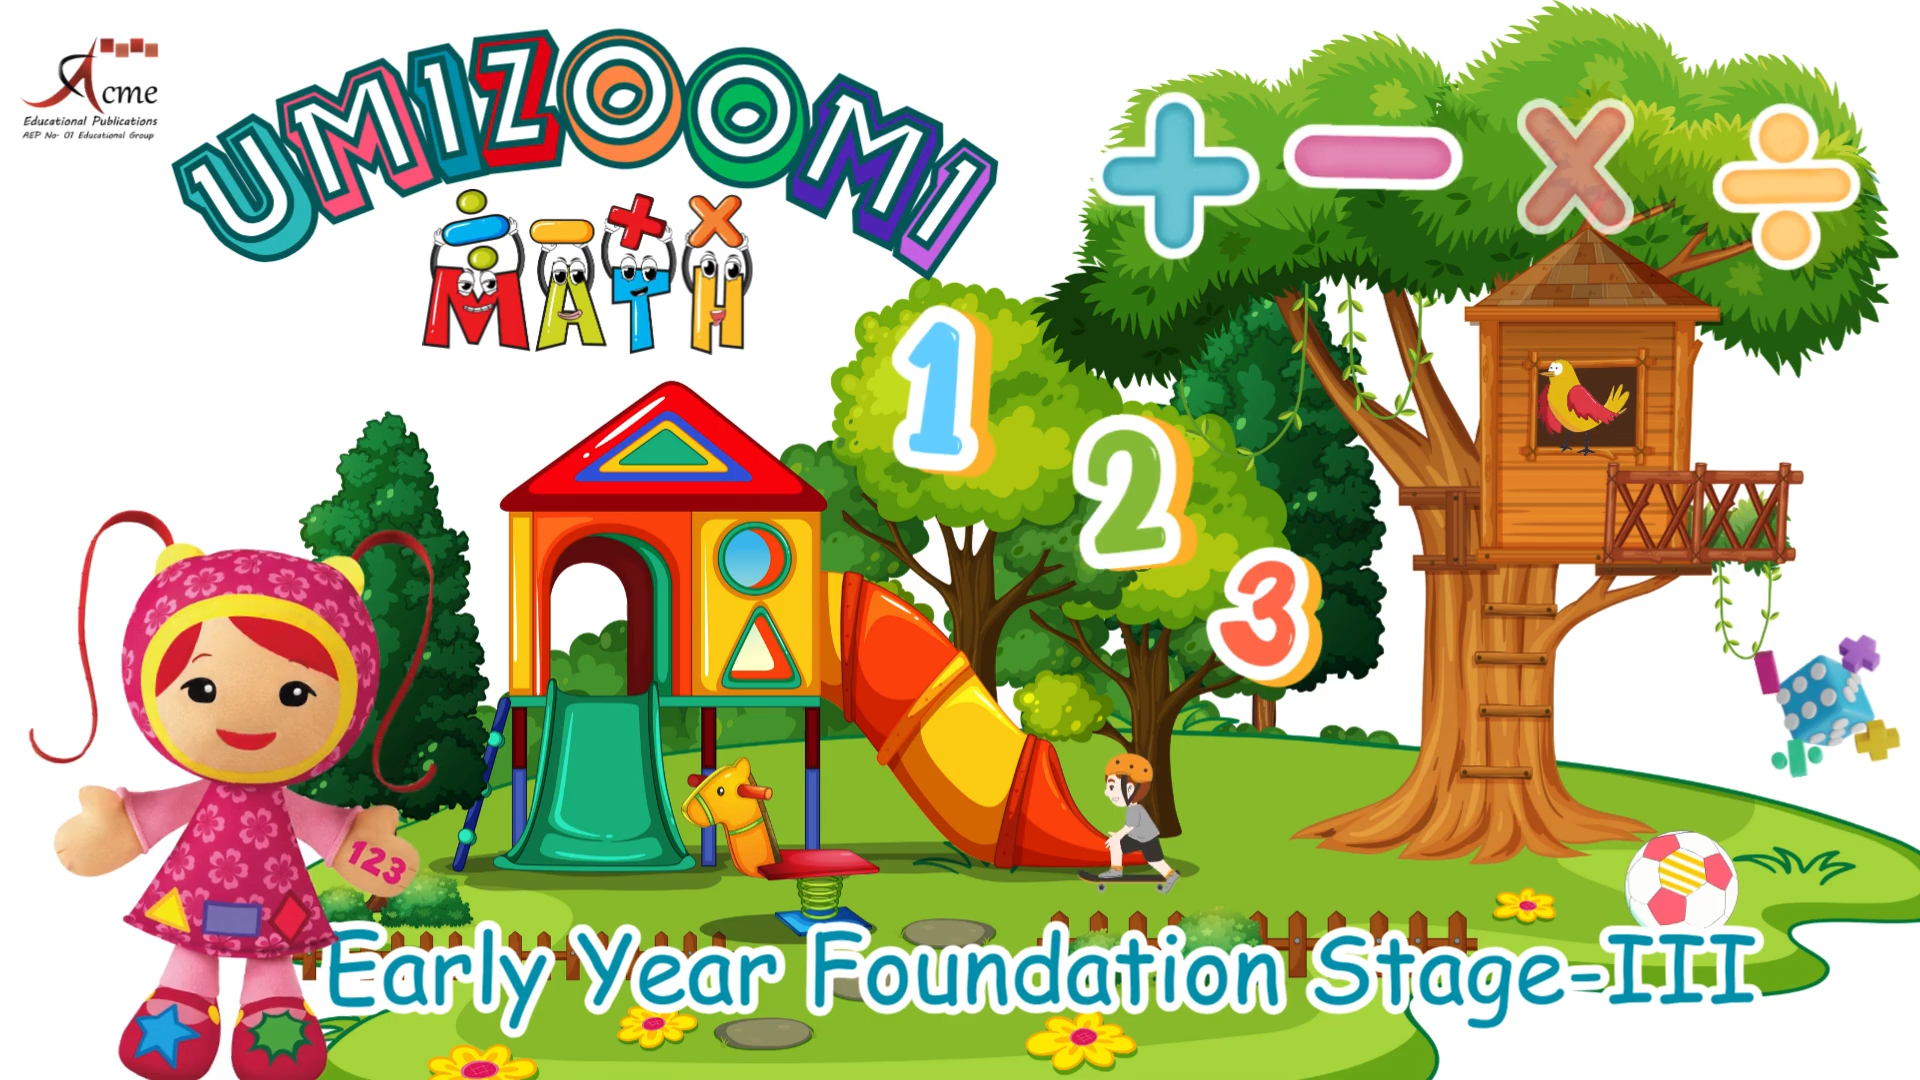 Acme
Educational Publications
AEP No- 01 Educational Group
UMIZOOMI
MATH
+ - × ÷
1
2
3
123
Early Year Foundation Stage-III